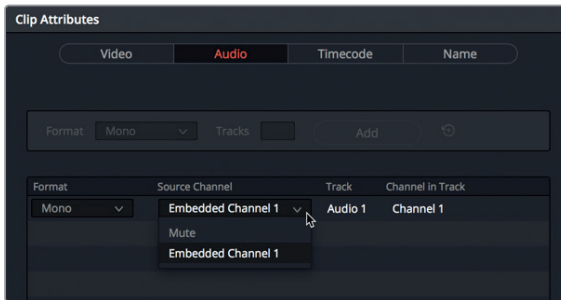 Clip Attributes
Video Audio Timecode Name
Format Mono Tracks Add
Format Source Channel Track Channel in Track
Mono Embedded Channel 1 Audio 1 Channel 1
Mute
Embedded Channel 1